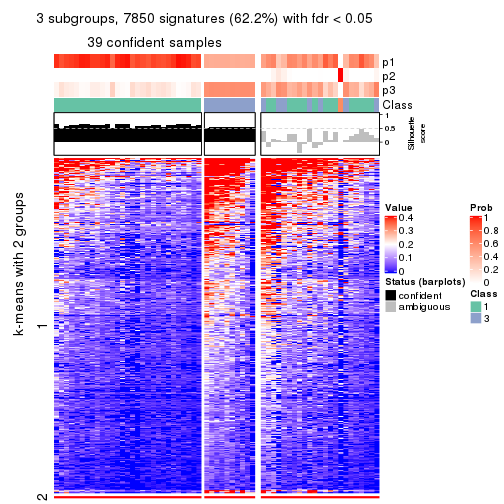 3 subgroups, 7850 signatures (62.2%) with fdr < 0.05
39 confident samples
p1
p2
p3
Class
1
0.5
0
Silhouette
score
k-means with 2 groups
1
2
Value
0.4
0.3
0.2
0.1
0
Status (barplots)
confident
ambiguous
Prob
1
0.8
0.6
0.4
0.2
0
Class
1
3